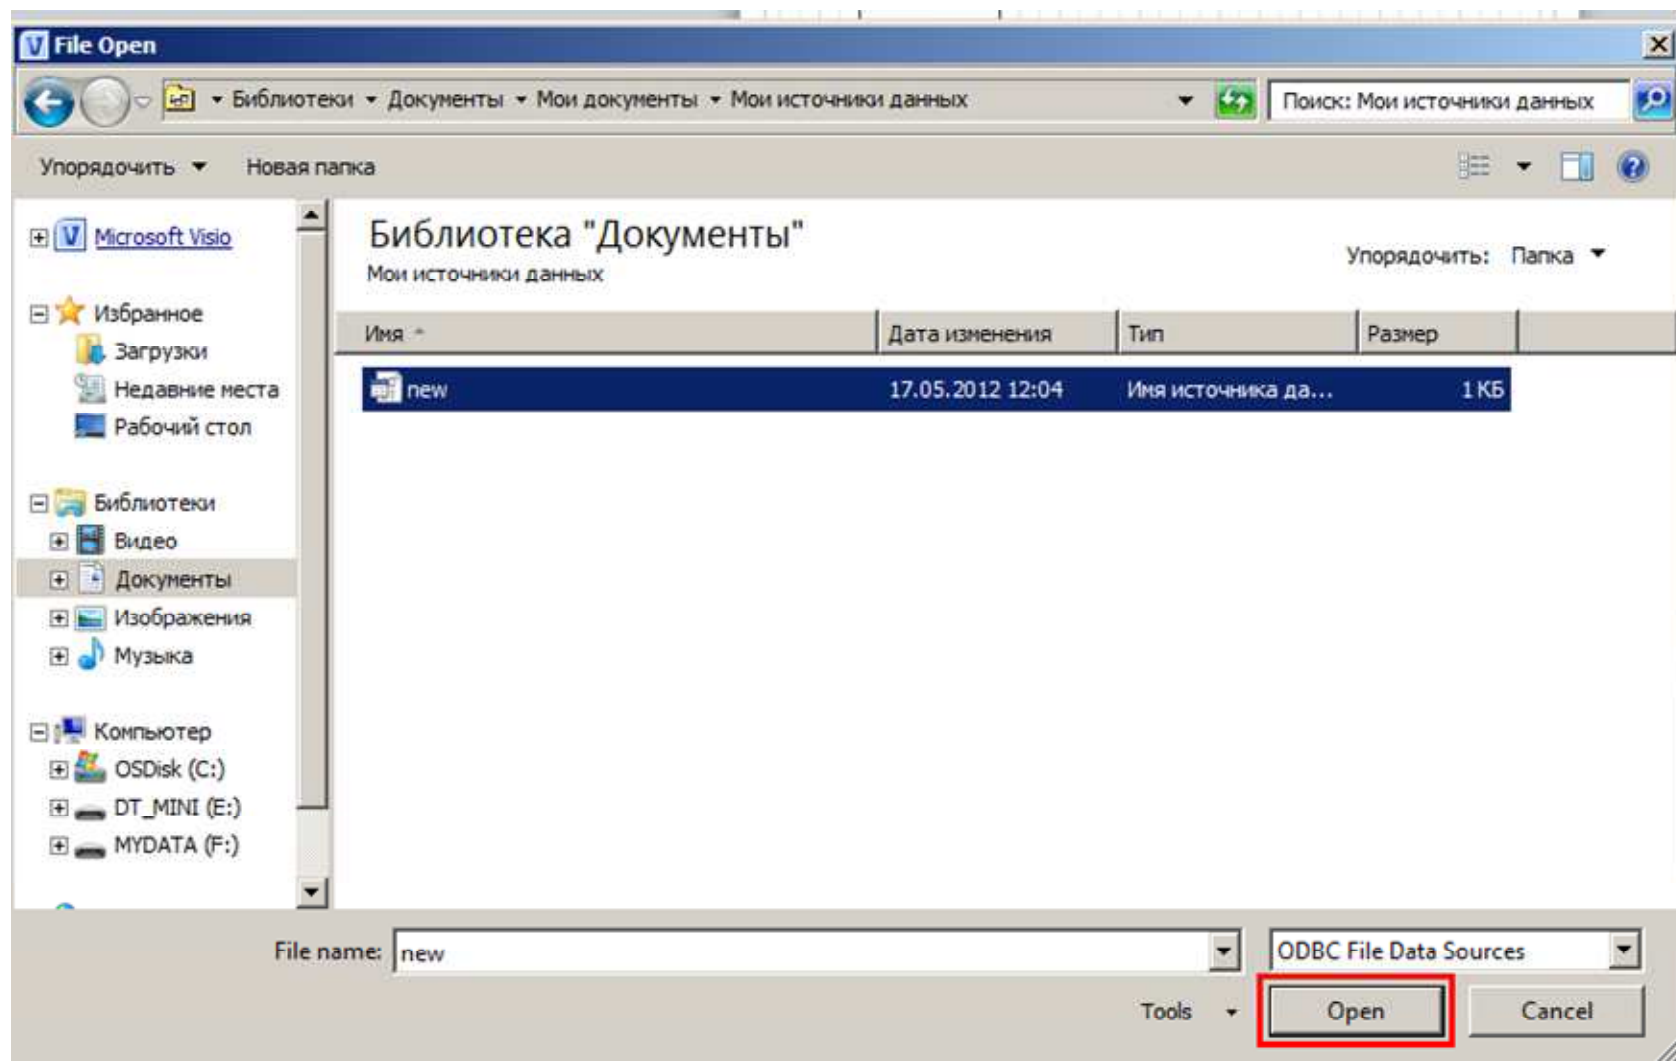 File Open
Библиотеки Документы Мои документы Мои источники данных Поиск: Мои источники данных
Упорядочить Новая папка
Microsoft Visio
Избранное
Загрузки
Недавние места
Рабочий стол
Библиотеки
Видео
Документы
Изображения
Музыка
Компьютер
OSDisk (C:)
DT_MINI (E:)
MYDATA (F:)
Библиотека "Документы"
Мои источники данных
Упорядочить: Папка
Имя Дата изменения Тип Размер
new 17.05.2012 12:04 Имя источника да... 1 КБ
File name: new ODBC File Data Sources
Tools Open Cancel